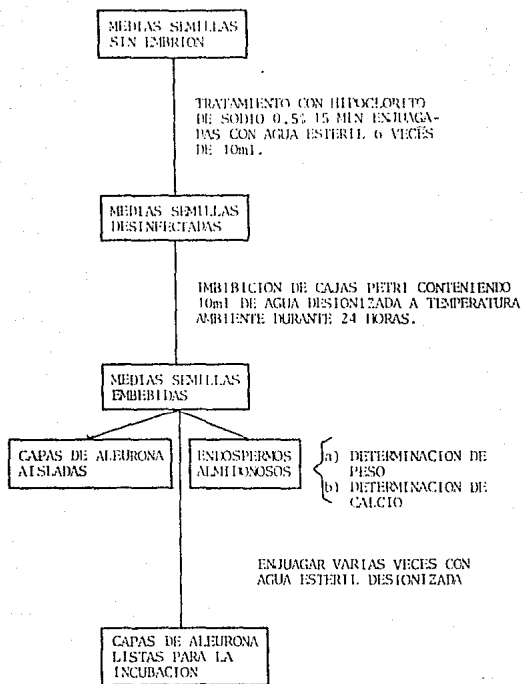 MEDIAS SEMILLAS
SIN EMBRION
TRATAMIENTO CON HIPOCLORITO
DE SODIO 0.5% 15 MIN ENJUAGA-
DAS CON AGUA ESTERIL 6 VECES
DE 10ml.
MEDIAS SEMILLAS
DESINFECTADAS
IMBIBICION DE CAJAS PETRI CONTENIENDO
10ml DE AGUA DESIONIZADA A TEMPERATURA
AMBIENTE DURANTE 24 HORAS.
MEDIAS SEMILLAS
EMBEBIDAS
CAPAS DE ALEURONA
AISLADAS
ENDOSPERMOS
ALMIDONOSOS
a) DETERMINACION DE
PESO
b) DETERMINACION DE
CALCIO
ENJUAGAR VARIAS VECES CON
AGUA ESTERIL DESIONIZADA
CAPAS DE ALEURONA
LISTAS PARA LA
INCUBACION